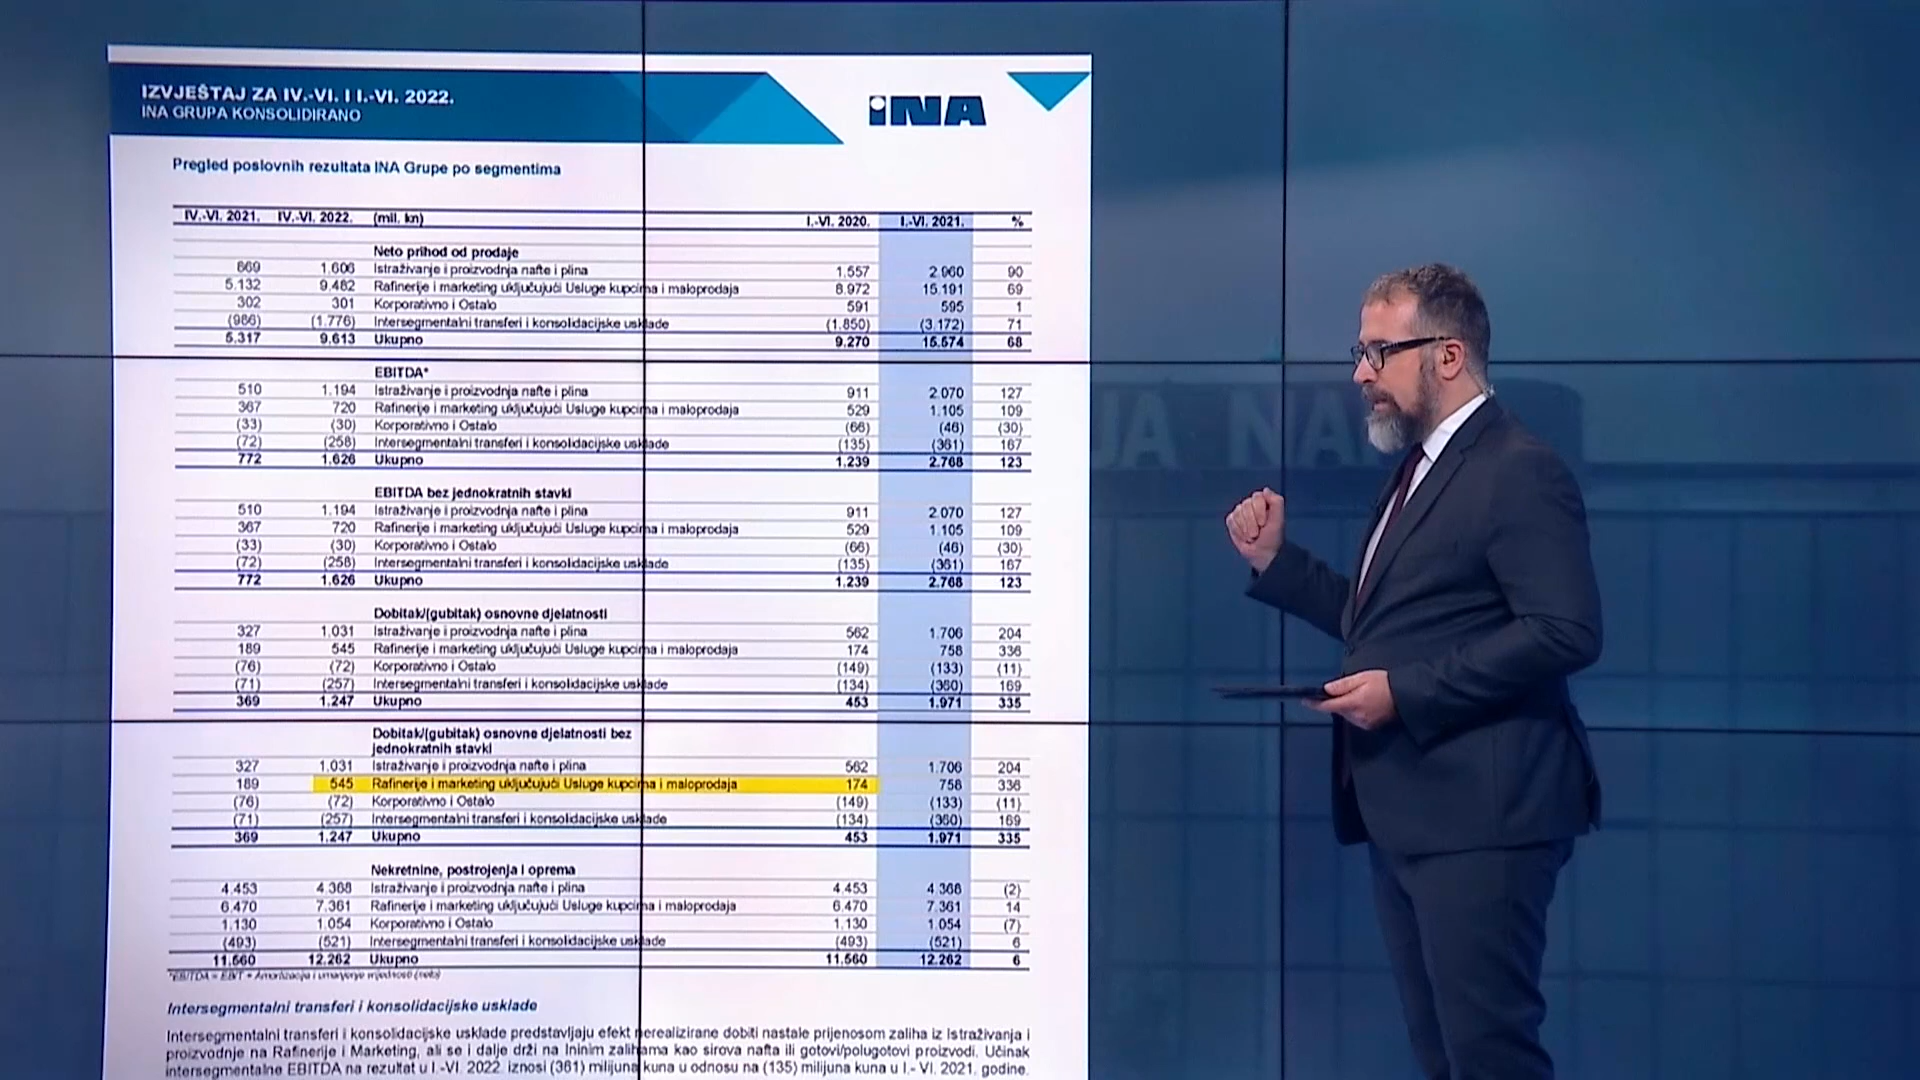 IZVJEŠTAJ ZA IV.-VI. I I.-VI. 2022.
INA GRUPA KONSOLIDIRANO
INA
Pregled poslovnih rezultata INA Grupe po segmentima
IV.-VI. 2021. IV.-VI. 2022. (mil. kn) I.-VI. 2020. I.-VI. 2021. %
Neto prihod od prodaje
669 1.606 Istraživanje i proizvodnja nafte i plina 1.557 2.960 90
5.132 9.482 Rafinerije i marketing uključujući Usluge kupcima i maloprodaja 8.972 15.191 69
302 301 Korporativno i Ostalo 591 595 1
(986) (1.776) Intersegmentalni transferi i konsolidacijske usklade (1.850) (3.172) 71
5.317 9.613 Ukupno 9.270 15.574 68
EBITDA*
510 1.194 Istraživanje i proizvodnja nafte i plina 911 2.070 127
367 720 Rafinerije i marketing uključujući Usluge kupcima i maloprodaja 529 1.105 109
(33) (30) Korporativno i Ostalo (66) (46) (30)
(72) (258) Intersegmentalni transferi i konsolidacijske usklade (135) (361) 167
772 1.626 Ukupno 1.239 2.768 123
EBITDA bez jednokratnih stavki
510 1.194 Istraživanje i proizvodnja nafte i plina 911 2.070 127
367 720 Rafinerije i marketing uključujući Usluge kupcima i maloprodaja 529 1.105 109
(33) (30) Korporativno i Ostalo (66) (46) (30)
(72) (258) Intersegmentalni transferi i konsolidacijske usklade (135) (361) 167
772 1.626 Ukupno 1.239 2.768 123
Dobitak/(gubitak) osnovne djelatnosti
327 1.031 Istraživanje i proizvodnja nafte i plina 562 1.706 204
189 545 Rafinerije i marketing uključujući Usluge kupcima i maloprodaja 174 758 336
(76) (72) Korporativno i Ostalo (149) (133) (11)
(71) (257) Intersegmentalni transferi i konsolidacijske usklade (134) (360) 169
369 1.247 Ukupno 453 1.971 335
Dobitak/(gubitak) osnovne djelatnosti bez
jednokratnih stavki
327 1.031 Istraživanje i proizvodnja nafte i plina 562 1.706 204
189 545 Rafinerije i marketing uključujući Usluge kupcima i maloprodaja 174 758 336
(76) (72) Korporativno i Ostalo (149) (133) (11)
(71) (257) Intersegmentalni transferi i konsolidacijske usklade (134) (360) 169
369 1.247 Ukupno 453 1.971 335
Nekretnine, postrojenja i oprema
4.453 4.368 Istraživanje i proizvodnja nafte i plina 4.453 4.368 (2)
6.470 7.361 Rafinerije i marketing uključujući Usluge kupcima i maloprodaja 6.470 7.361 14
1.130 1.054 Korporativno i Ostalo 1.130 1.054 (7)
(493) (521) Intersegmentalni transferi i konsolidacijske usklade (493) (521) 6
11.560 12.262 Ukupno 11.560 12.262 6
*EBITDA = EBIT + Amortizacija i umanjenje vrijednosti (neto)
Intersegmentalni transferi i konsolidacijske usklade
Intersegmentalni transferi i konsolidacijske usklade predstavljaju efekt nerealizirane dobiti nastale prijenosom zaliha iz Istraživanja i
proizvodnje na Rafinerije i Marketing, ali se i dalje drži na Ininim zalihama kao sirova nafta ili gotovi/polugotovi proizvodi. Učinak
intersegmentalne EBITDA na rezultat u I.-VI. 2022. iznosi (361) milijuna kuna u odnosu na (135) milijuna kuna u I.- VI. 2021. godine.
JA NA